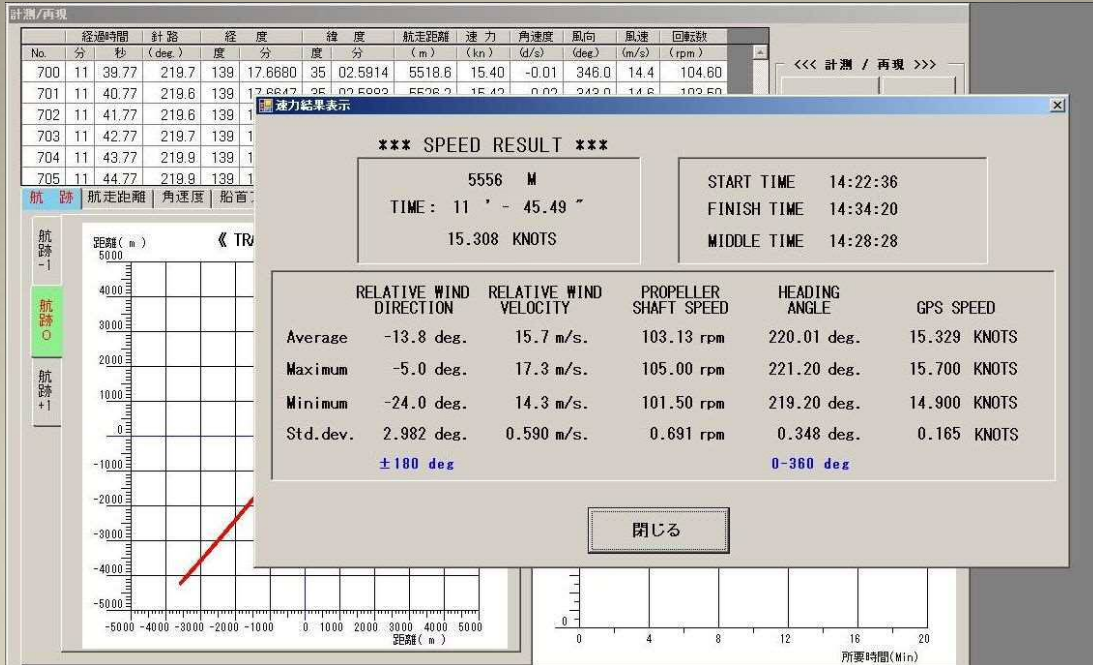 計測/再現
経過時間 針路 経 度 緯 度 航走距離 速 力 角速度 風向 風速 回転数
No. 分 秒 (deg.) 度 分 度 分 (m) (kn) (d/s) (deg.) (m/s) (rpm)
700 11 39.77 219.7 139 17.6680 35 02.5914 5518.6 15.40 -0.01 346.0 14.4 104.60
701 11 40.77 219.6 139
702 11 41.77 219.6 139
703 11 42.77 219.7 139
704 11 43.77 219.9 139
705 11 44.77 219.9 139
<<< 計測 / 再現 >>>
航 跡 航走距離 角速度
航跡-1
航跡0
航跡+1
距離( m )
5000
4000
3000
2000
1000
0
-1000
-2000
-3000
-4000
-5000
-5000 -4000 -3000 -2000 -1000 0 1000 2000 3000 4000 5000
距離( m )
速力結果表示
*** SPEED RESULT ***
5556 M
TIME: 11 ' - 45.49 ″
15.308 KNOTS
START TIME 14:22:36
FINISH TIME 14:34:20
MIDDLE TIME 14:28:28
RELATIVE WIND DIRECTION RELATIVE WIND VELOCITY PROPELLER SHAFT SPEED HEADING ANGLE GPS SPEED
Average -13.8 deg. 15.7 m/s. 103.13 rpm 220.01 deg. 15.329 KNOTS
Maximum -5.0 deg. 17.3 m/s. 105.00 rpm 221.20 deg. 15.700 KNOTS
Minimum -24.0 deg. 14.3 m/s. 101.50 rpm 219.20 deg. 14.900 KNOTS
Std.dev. 2.982 deg. 0.590 m/s. 0.691 rpm 0.348 deg. 0.165 KNOTS
±180 deg 0-360 deg
閉じる
0
0 4 8 12 16 20
所要時間(Min)